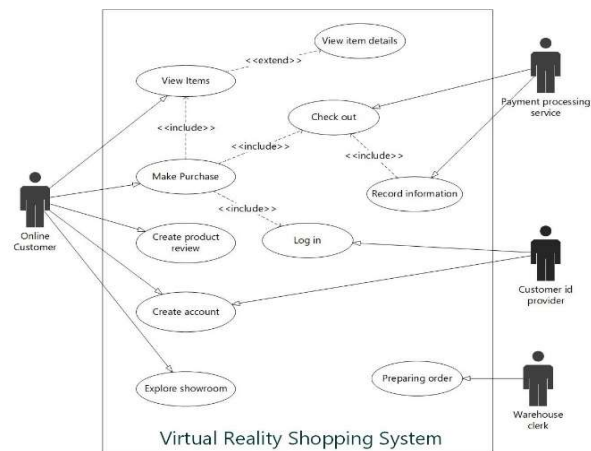 View item details
<<extend>>
View Items
Payment processing
service
Check out
<<include>>
<<include>>
<<include>>
Make Purchase
Record information
<<include>>
Online
Customer
Create product
review
Log in
Customer id
provider
Create account
Explore showroom
Preparing order
Warehouse
clerk
Virtual Reality Shopping System